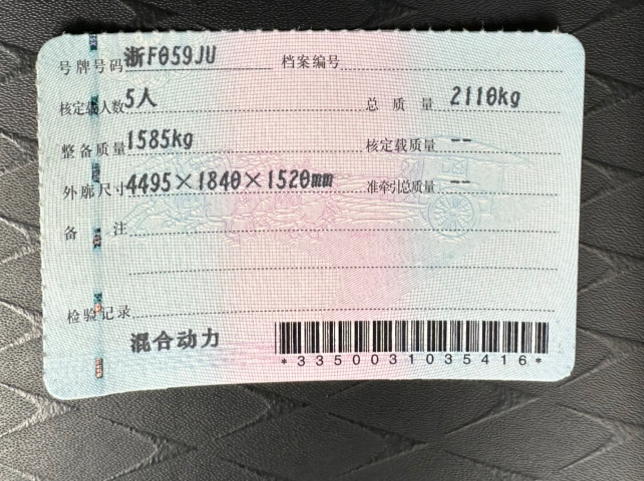 号牌号码 浙F059JU 档案编号
核定载人数 5人 总质量 2110kg
整备质量 1585kg 核定载质量 --
外廓尺寸 4495×1840×1520mm 准牵引总质量 --
备注
检验记录
混合动力
*3350031035416*